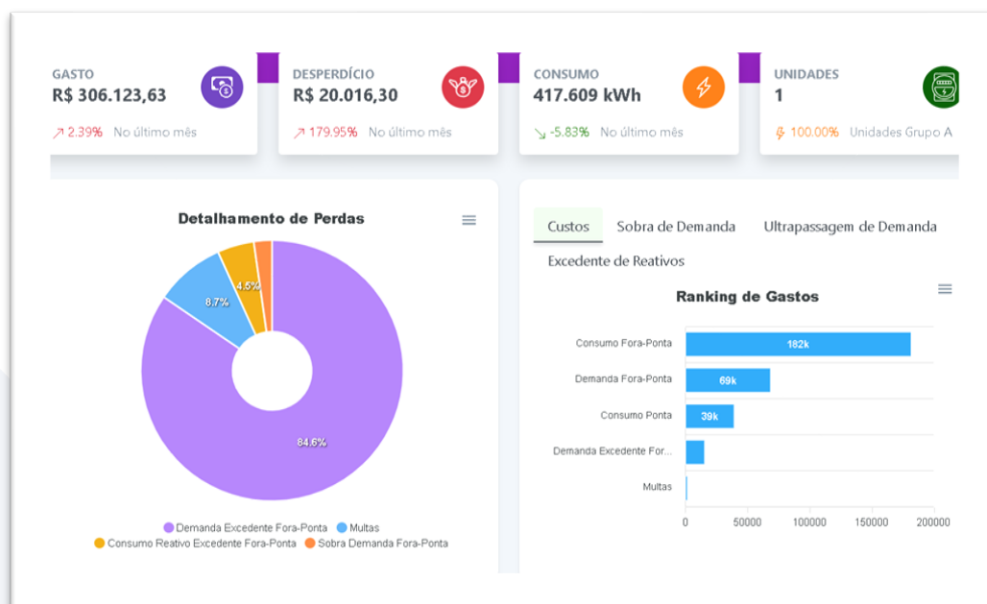 GASTO
R$ 306.123,63
2.39% No último mês
DESPERDÍCIO
R$ 20.016,30
179.95% No último mês
CONSUMO
417.609 kWh
-5.83% No último mês
UNIDADES
1
100.00% Unidades Grupo A
Detalhamento de Perdas
4.5%
8.7%
84.6%
Demanda Excedente Fora-Ponta Multas
Consumo Reativo Excedente Fora-Ponta Sobra Demanda Fora-Ponta
Custos Sobra de Demanda Ultrapassagem de Demanda
Excedente de Reativos
Ranking de Gastos
Consumo Fora-Ponta 182k
Demanda Fora-Ponta 69k
Consumo Ponta 39k
Demanda Excedente For...
Multas
0 50000 100000 150000 200000